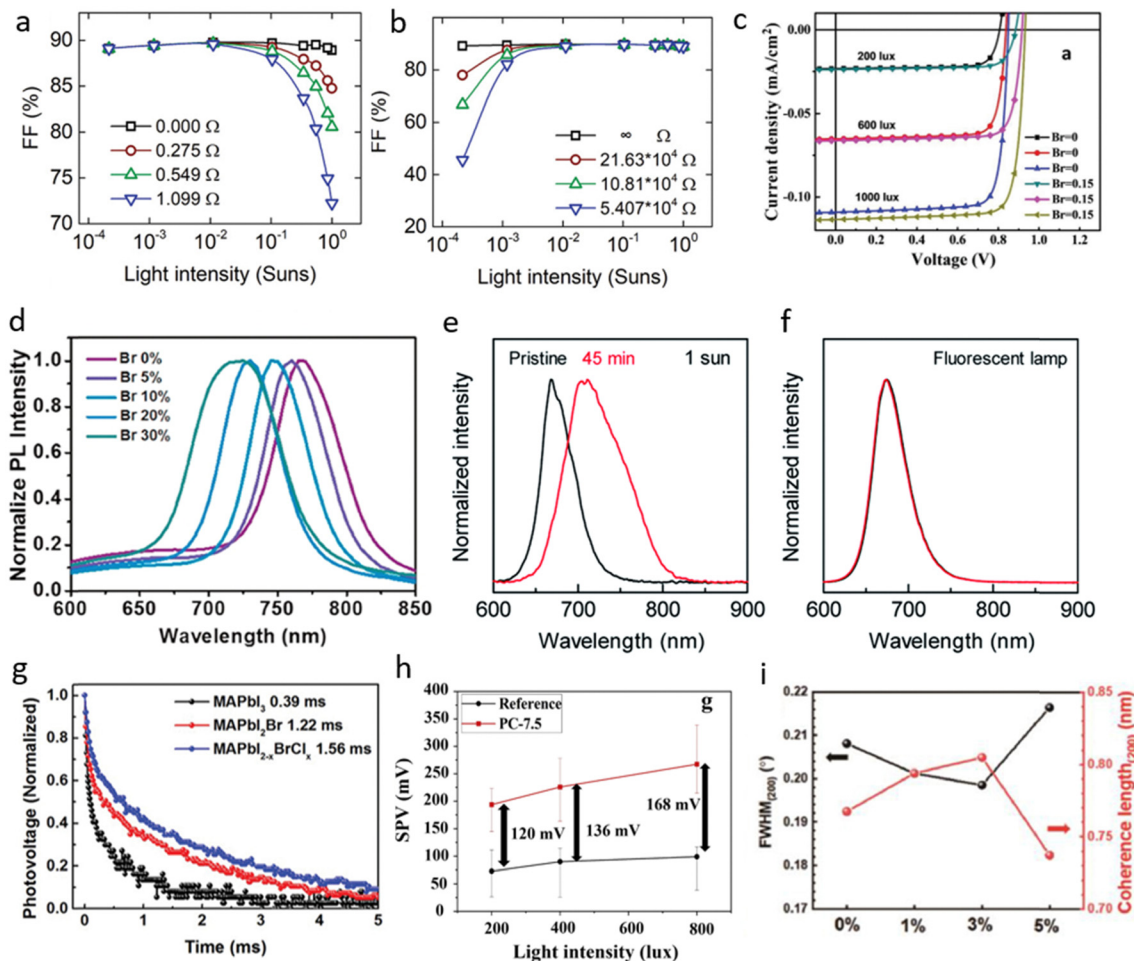 a
FF (%)
90
85
80
75
70
0.000 Ω
0.275 Ω
0.549 Ω
1.099 Ω
10⁻⁴ 10⁻³ 10⁻² 10⁻¹ 10⁰
Light intensity (Suns)
b
FF (%)
80
60
40
20
∞ Ω
21.63*10⁴ Ω
10.81*10⁴ Ω
5.407*10⁴ Ω
10⁻⁴ 10⁻³ 10⁻² 10⁻¹ 10⁰
Light intensity (Suns)
c
a
Current density (mA/cm²)
0.00
-0.05
-0.10
200 lux
600 lux
1000 lux
Br=0
Br=0
Br=0
Br=0.15
Br=0.15
Br=0.15
0.0 0.2 0.4 0.6 0.8 1.0 1.2
Voltage (V)
d
Normalize PL Intensity
1.0
0.8
0.6
0.4
0.2
0.0
Br 0%
Br 5%
Br 10%
Br 20%
Br 30%
600 650 700 750 800 850
Wavelength (nm)
e
Normalized intensity
Pristine 45 min 1 sun
600 700 800 900
Wavelength (nm)
f
Normalized intensity
Fluorescent lamp
600 700 800 900
Wavelength (nm)
g
Photovoltage (Normalized)
1.0
0.8
0.6
0.4
0.2
0.0
MAPbI₃ 0.39 ms
MAPbI₂Br 1.22 ms
MAPbI₂₋ₓBrClₓ 1.56 ms
0 1 2 3 4 5
Time (ms)
h
g
SPV (mV)
400
350
300
250
200
150
100
50
0
Reference
PC-7.5
120 mV
136 mV
168 mV
200 300 400 500 600 700 800
Light intensity (lux)
i
FWHM(200) (°)
0.22
0.21
0.20
0.19
0.18
0.17
0% 1% 3% 5%
0.85
0.80
0.75
0.70
Coherence length(200) (nm)